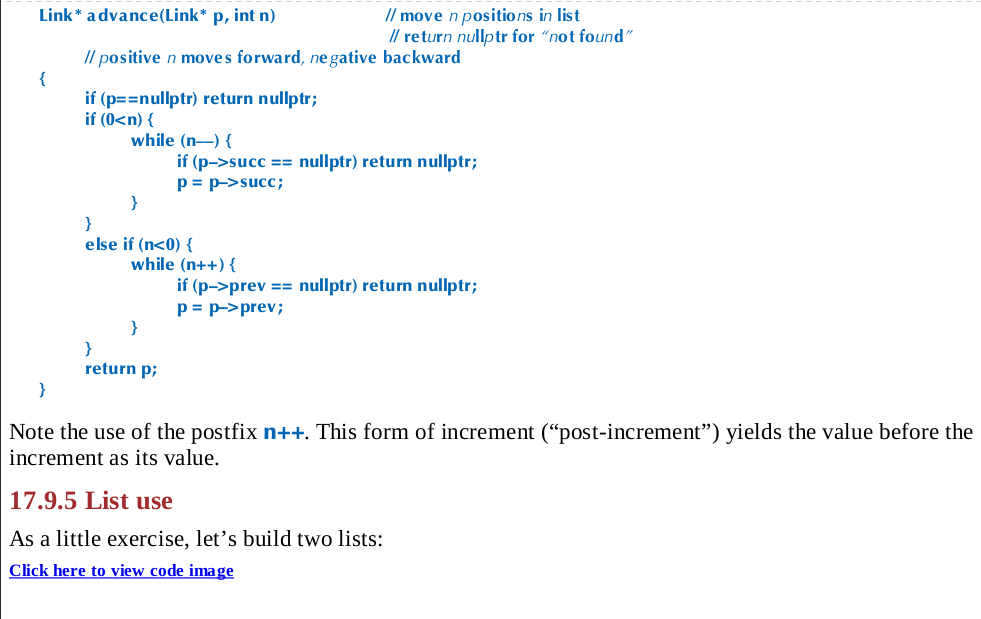 Link* advance(Link* p, int n) // move n positions in list
// return nullptr for “not found”
// positive n moves forward, negative backward
{
if (p==nullptr) return nullptr;
if (0<n) {
while (n––) {
if (p–>succ == nullptr) return nullptr;
p = p–>succ;
}
}
else if (n<0) {
while (n++) {
if (p–>prev == nullptr) return nullptr;
p = p–>prev;
}
}
return p;
}
Note the use of the postfix n++. This form of increment (“post-increment”) yields the value before the
increment as its value.
17.9.5 List use
As a little exercise, let’s build two lists:
Click here to view code image